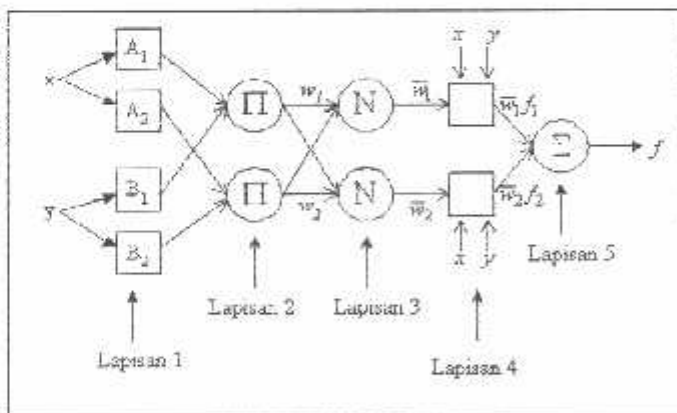 x
y
A₁
x
A₂
Π
w₁
N
w̅₁
w̅₁f₁
Σ
f
B₁
y
B₂
Π
w₂
N
w̅₂
w̅₂f₂
x
y
Lapisan 1
Lapisan 2
Lapisan 3
Lapisan 4
Lapisan 5